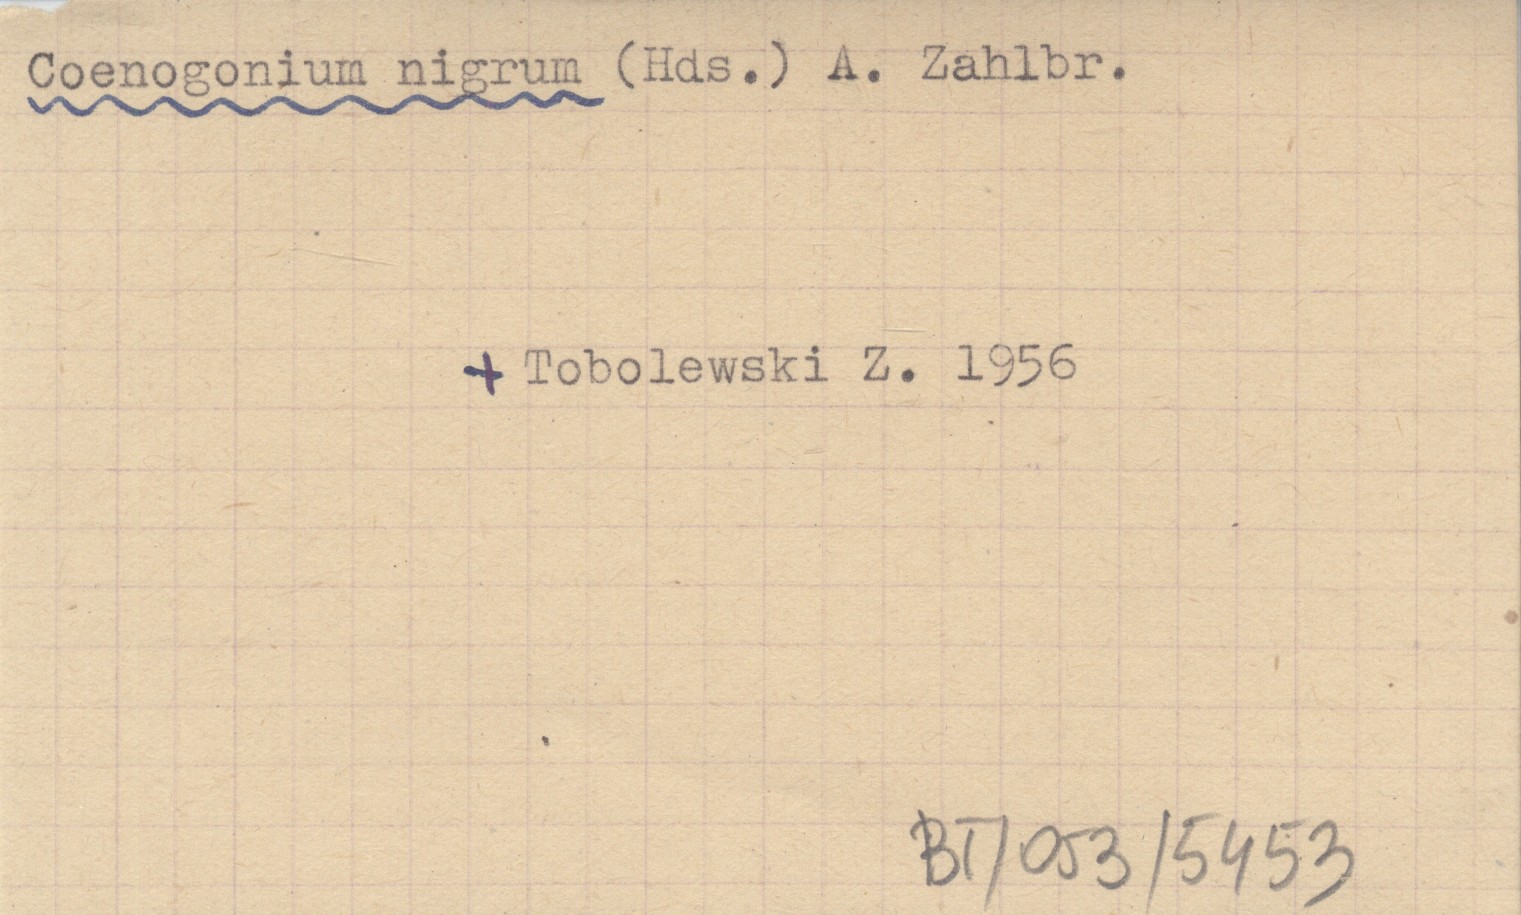 Coenogonium nigrum (Hds.) A. Zahlbr.
+ Tobolewski Z. 1956
BT/053/5453